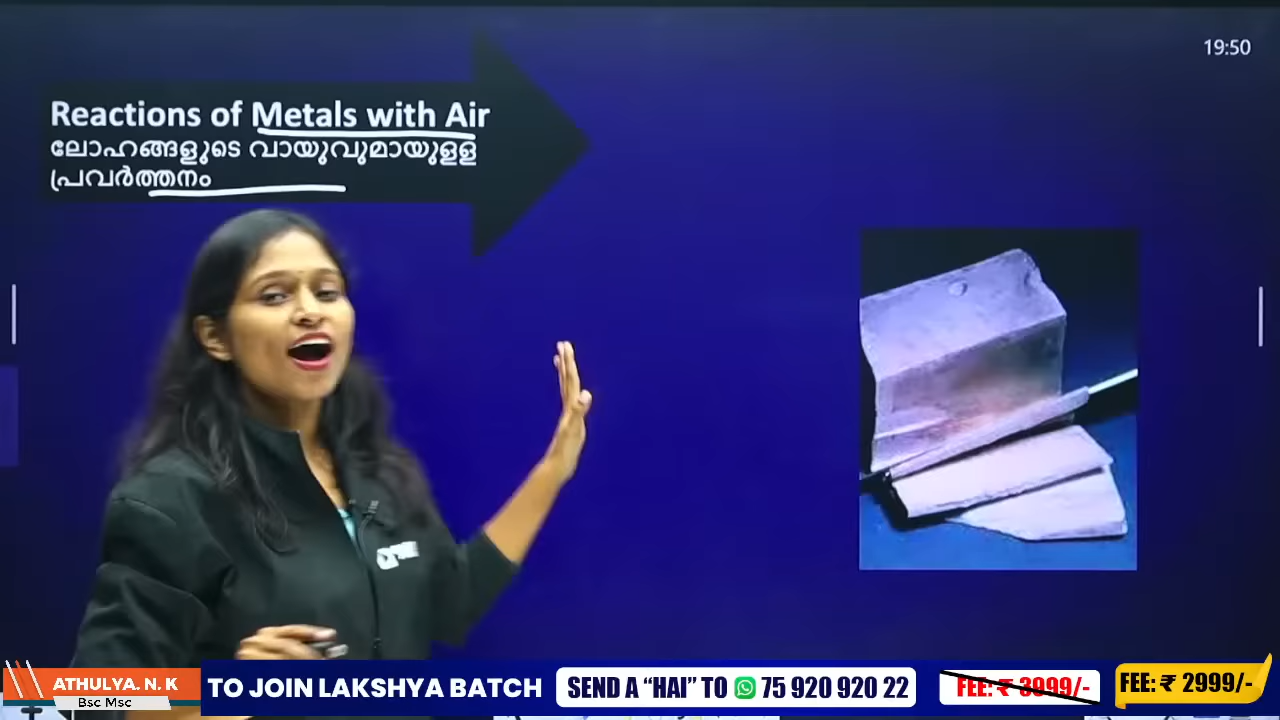 19:50
Reactions of Metals with Air
ലോഹങ്ങളുടെ വായുവുമായുളള
പ്രവർത്തനം
ATHULYA. N. K
Bsc Msc
TO JOIN LAKSHYA BATCH
SEND A “HAI” TO 75 920 920 22
FEE: ₹ 3999/-
FEE: ₹ 2999/-